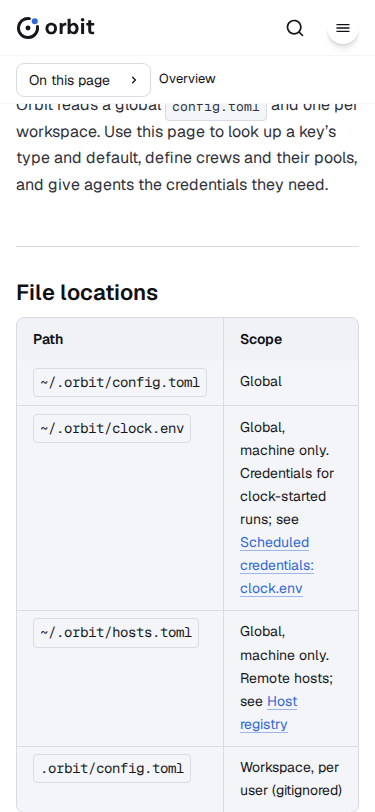 orbit
On this page
Overview
Orbit reads a global config.toml and one per
workspace. Use this page to look up a key's
type and default, define crews and their pools,
and give agents the credentials they need.
File locations
Path
Scope
~/.orbit/config.toml
Global
~/.orbit/clock.env
Global,
machine only.
Credentials for
clock-started
runs; see
Scheduled
credentials:
clock.env
~/.orbit/hosts.toml
Global,
machine only.
Remote hosts;
see Host
registry
.orbit/config.toml
Workspace, per
user (gitignored)